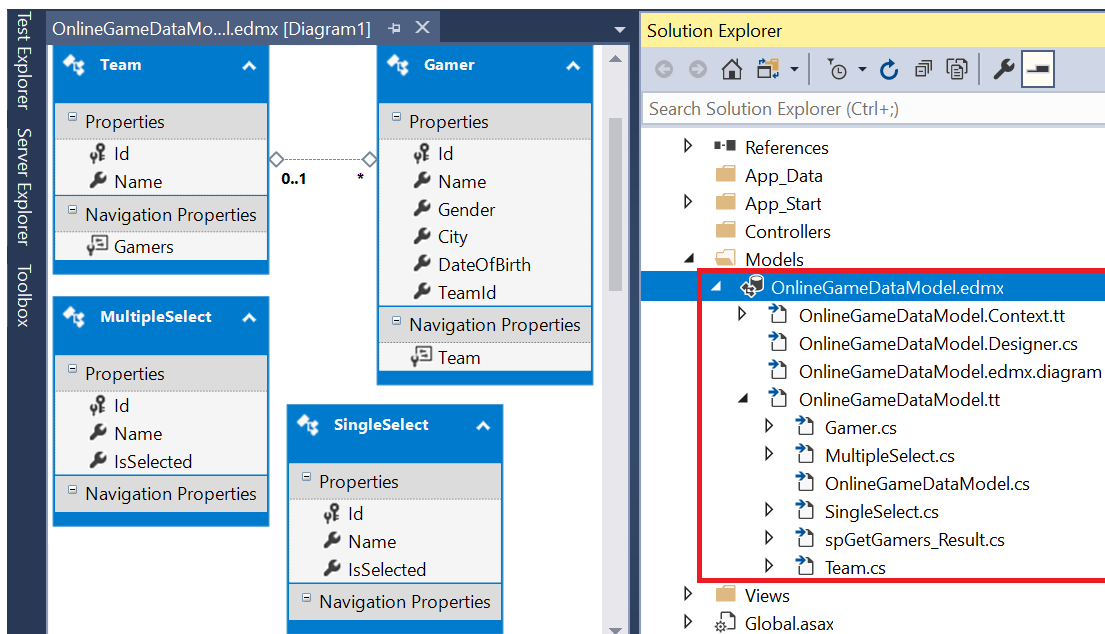 Test Explorer
Server Explorer
Toolbox
OnlineGameDataMo...l.edmx [Diagram1]
Team
Properties
Id
Name
Navigation Properties
Gamers
0..1
*
Gamer
Properties
Id
Name
Gender
City
DateOfBirth
TeamId
Navigation Properties
Team
MultipleSelect
Properties
Id
Name
IsSelected
Navigation Properties
SingleSelect
Properties
Id
Name
IsSelected
Navigation Properties
Solution Explorer
Search Solution Explorer (Ctrl+;)
References
App_Data
App_Start
Controllers
Models
OnlineGameDataModel.edmx
OnlineGameDataModel.Context.tt
OnlineGameDataModel.Designer.cs
OnlineGameDataModel.edmx.diagram
OnlineGameDataModel.tt
Gamer.cs
MultipleSelect.cs
OnlineGameDataModel.cs
SingleSelect.cs
spGetGamers_Result.cs
Team.cs
Views
Global.asax